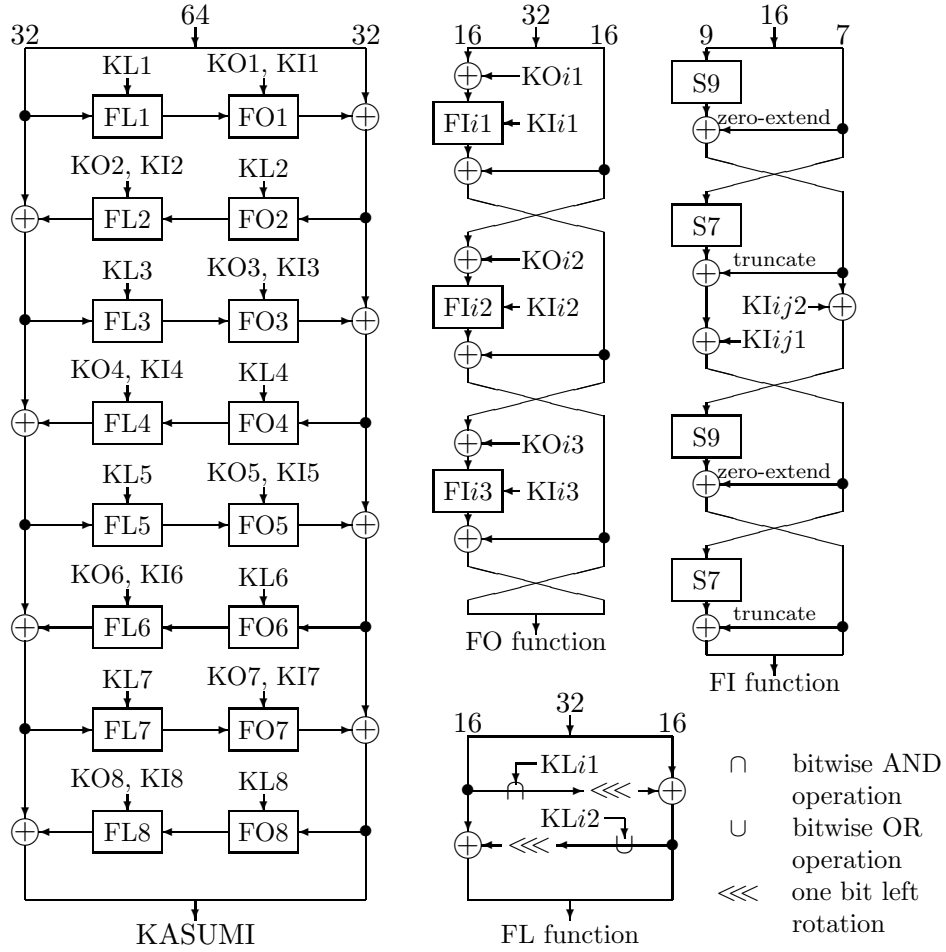 64
32 32
KL1 KO1, KI1
FL1 FO1
KO2, KI2 KL2
FL2 FO2
KL3 KO3, KI3
FL3 FO3
KO4, KI4 KL4
FL4 FO4
KL5 KO5, KI5
FL5 FO5
KO6, KI6 KL6
FL6 FO6
KL7 KO7, KI7
FL7 FO7
KO8, KI8 KL8
FL8 FO8
KASUMI
32
16 16
KOi1
FIi1 KIi1
KOi2
FIi2 KIi2
KOi3
FIi3 KIi3
FO function
16
9 7
S9
zero-extend
S7
truncate
KIij2
KIij1
S9
zero-extend
S7
truncate
FI function
32
16 16
KLi1
<<<
KLi2
<<<
FL function
∩ bitwise AND
operation
∪ bitwise OR
operation
<<< one bit left
rotation